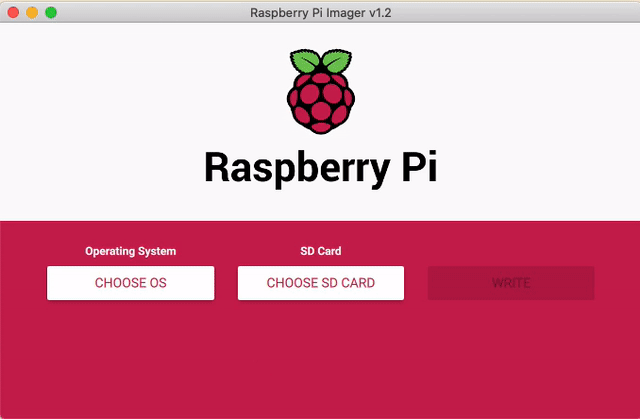 Raspberry Pi Imager v1.2
Raspberry Pi
Operating System
SD Card
CHOOSE OS
CHOOSE SD CARD
WRITE